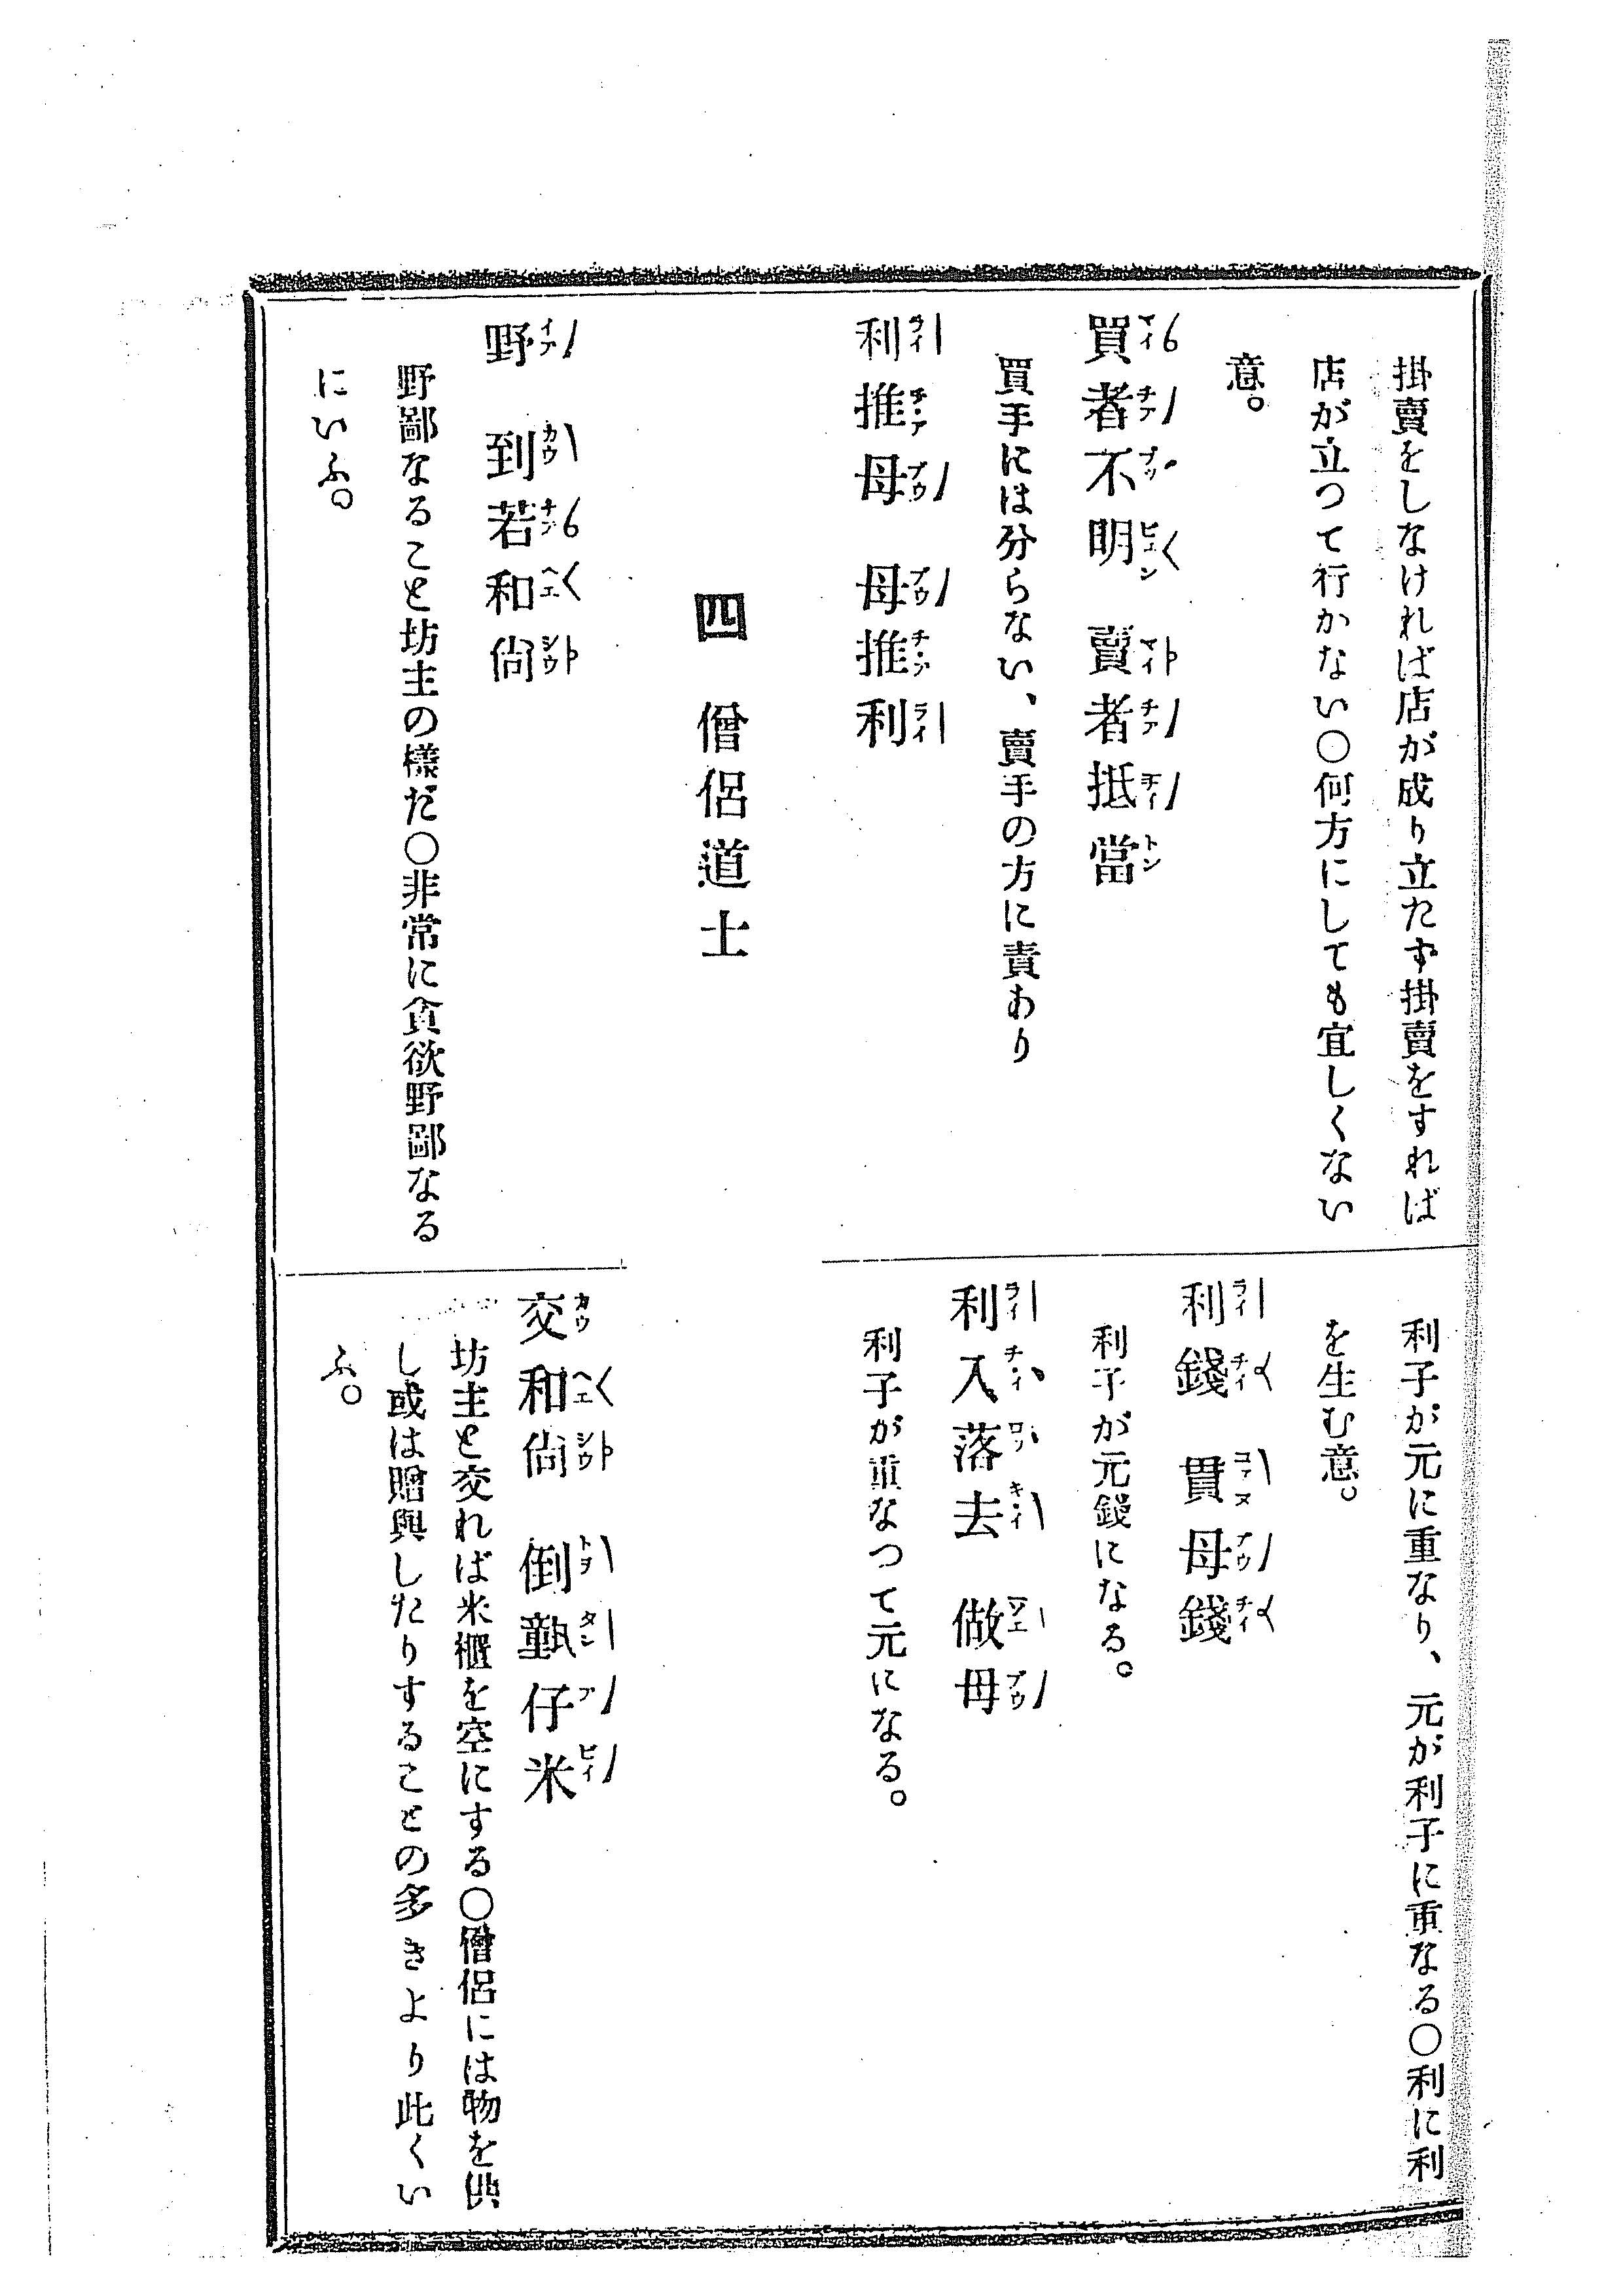 掛賣をしなければ店が成り立たず掛賣をすれば
店が立つて行かない〇何方にしても宜しくない
意。
買者不明　賣者抵當
買手には分らない、賣手の方に責あり
利推母　母推利
利子が元に重なり、元が利子に重なる〇利に利
を生む意。
利錢　貫母錢
利子が元錢になる。
利入落去　做母
利子が重なつて元になる。
四　僧侶道士
野　到若和尙
野鄙なること坊主の樣だ〇非常に貪欲野鄙なる
にいふ。
交和尙　倒仔米
坊主と交れば米櫃を空にする〇僧侶には物を供
し或は贈與したりすることの多きより此くい
ふ。